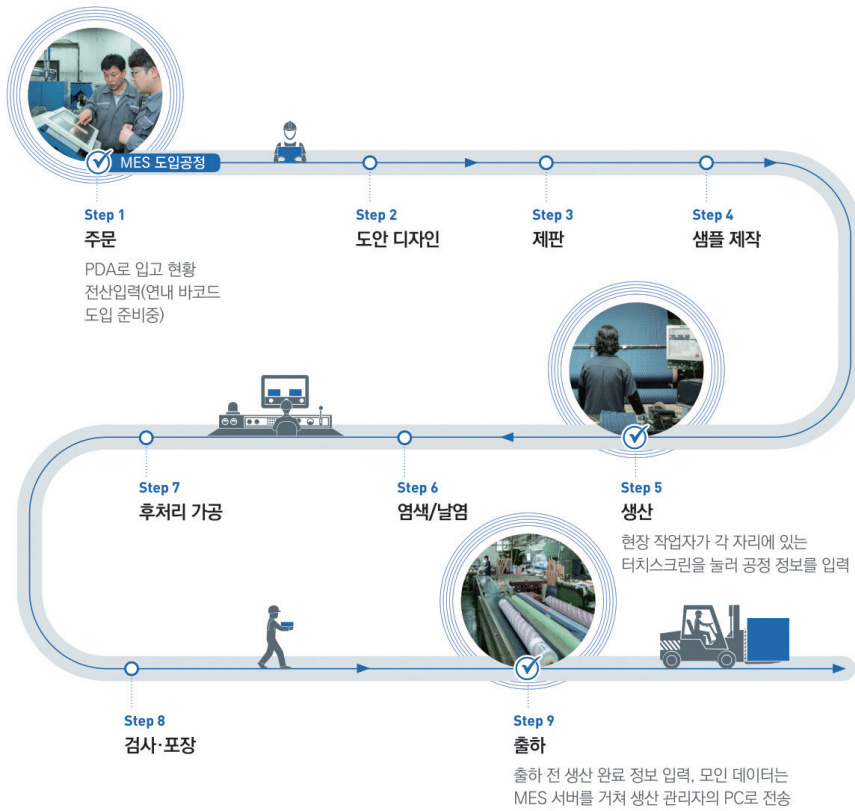 MES 도입공정
Step 1
주문
PDA로 입고 현황
전산입력(연내 바코드
도입 준비중)
Step 2
도안 디자인
Step 3
제판
Step 4
샘플 제작
Step 5
생산
현장 작업자가 각 자리에 있는
터치스크린을 눌러 공정 정보를 입력
Step 6
염색/날염
Step 7
후처리 가공
Step 8
검사·포장
Step 9
출하
출하 전 생산 완료 정보 입력, 모인 데이터는
MES 서버를 거쳐 생산 관리자의 PC로 전송